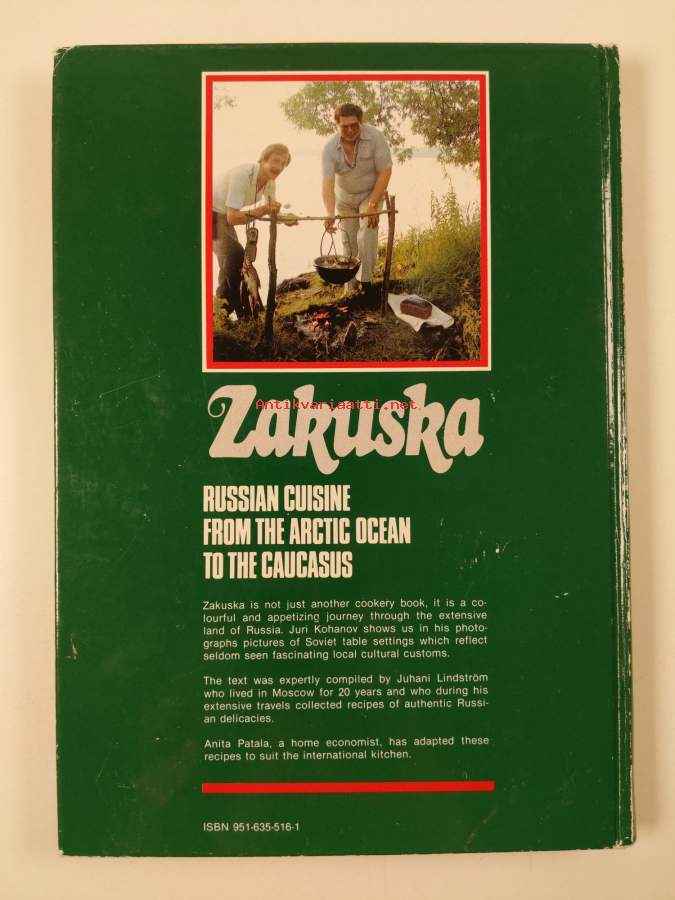 Antikvariaatti.net
Zakuska
RUSSIAN CUISINE
FROM THE ARCTIC OCEAN
TO THE CAUCASUS
Zakuska is not just another cookery book, it is a co-
lourful and appetizing journey through the extensive
land of Russia. Juri Kohanov shows us in his photo-
graphs pictures of Soviet table settings which reflect
seldom seen fascinating local cultural customs.
The text was expertly compiled by Juhani Lindström
who lived in Moscow for 20 years and who during his
extensive travels collected recipes of authentic Russi-
an delicacies.
Anita Patala, a home economist, has adapted these
recipes to suit the international kitchen.
ISBN 951-635-516-1